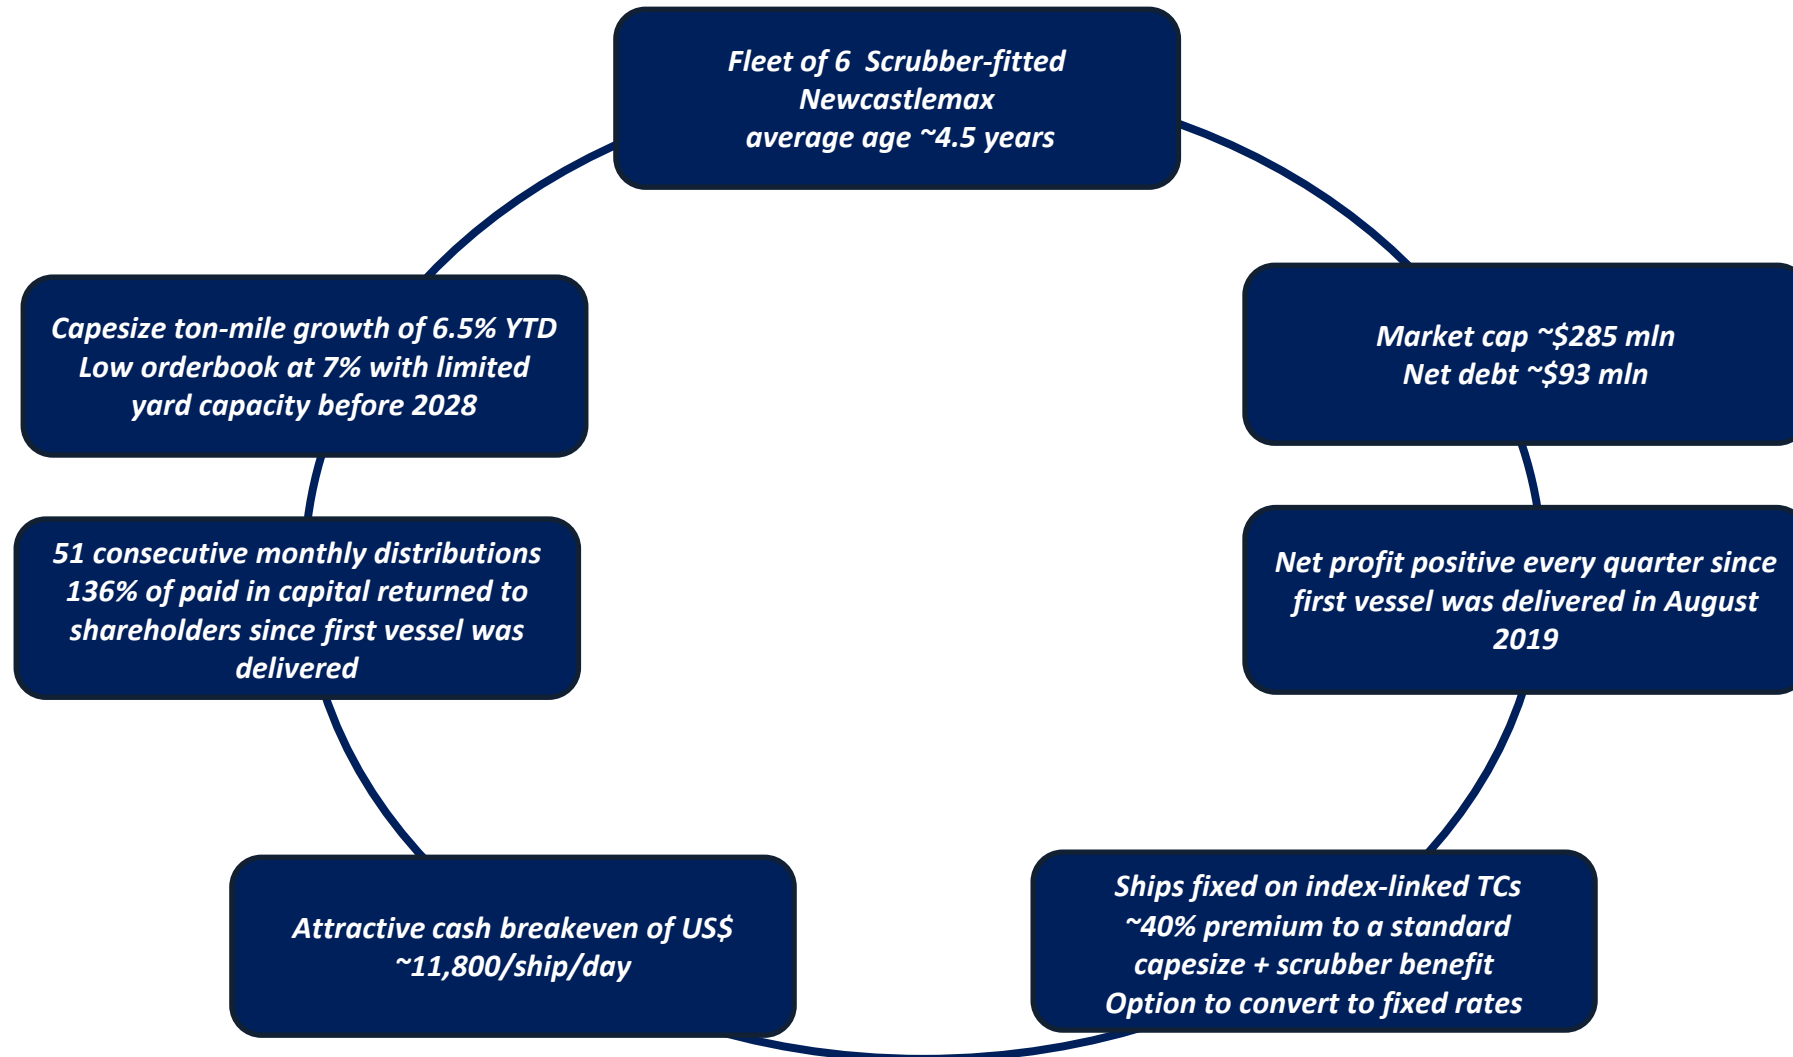 Fleet of 6  Scrubber-fitted
Newcastlemax
average age ~4.5 years
Capesize ton-mile growth of 6.5% YTD
Low orderbook at 7% with limited
yard capacity before 2028
Market cap ~$285 mln
Net debt ~$93 mln
51 consecutive monthly distributions
136% of paid in capital returned to
shareholders since first vessel was
delivered
Net profit positive every quarter since
first vessel was delivered in August
2019
Attractive cash breakeven of US$
~11,800/ship/day
Ships fixed on index-linked TCs
~40% premium to a standard
capesize + scrubber benefit
Option to convert to fixed rates